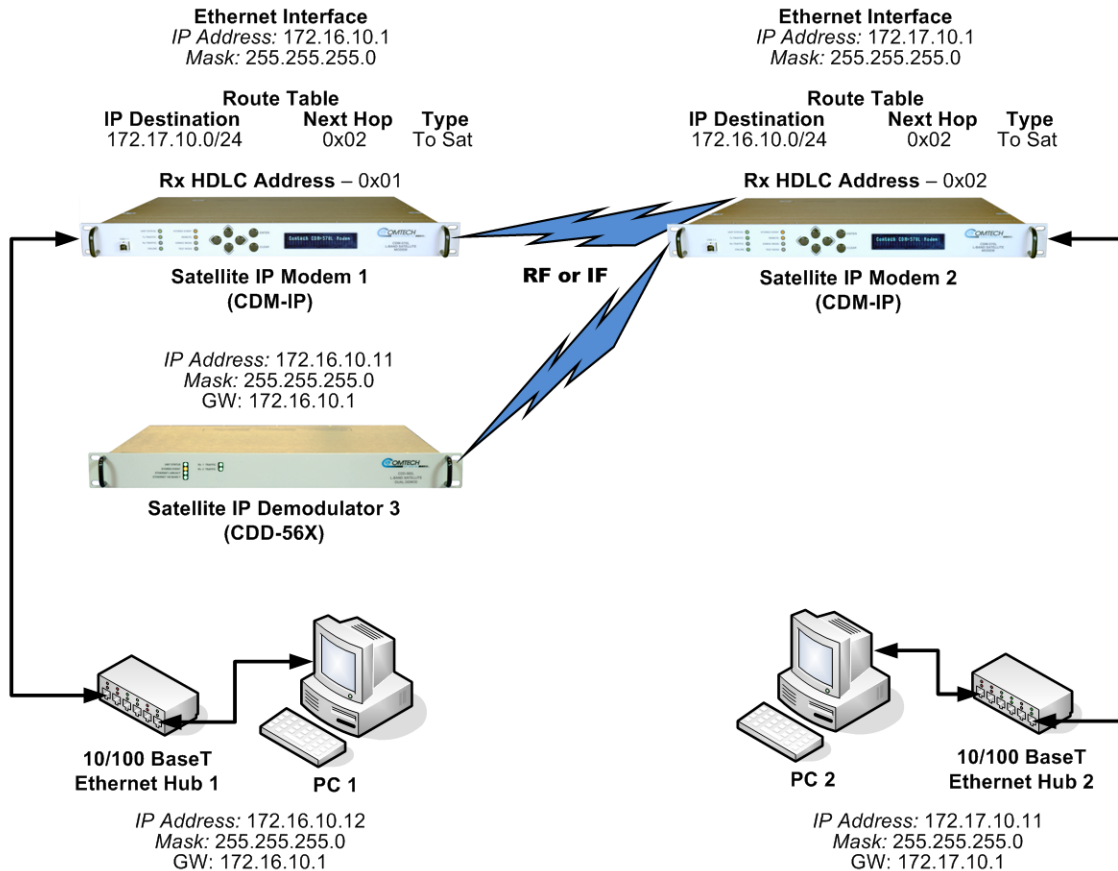 Ethernet Interface
IP Address: 172.16.10.1
Mask: 255.255.255.0
Route Table
IP Destination Next Hop Type
172.17.10.0/24 0x02 To Sat
Rx HDLC Address – 0x01
COMTECH
Satellite IP Modem 1
(CDM-IP)
Ethernet Interface
IP Address: 172.17.10.1
Mask: 255.255.255.0
Route Table
IP Destination Next Hop Type
172.16.10.0/24 0x02 To Sat
Rx HDLC Address – 0x02
COMTECH
Satellite IP Modem 2
(CDM-IP)
RF or IF
IP Address: 172.16.10.11
Mask: 255.255.255.0
GW: 172.16.10.1
COMTECH
Satellite IP Demodulator 3
(CDD-56X)
10/100 BaseT
Ethernet Hub 1
PC 1
IP Address: 172.16.10.12
Mask: 255.255.255.0
GW: 172.16.10.1
PC 2
10/100 BaseT
Ethernet Hub 2
IP Address: 172.17.10.11
Mask: 255.255.255.0
GW: 172.17.10.1